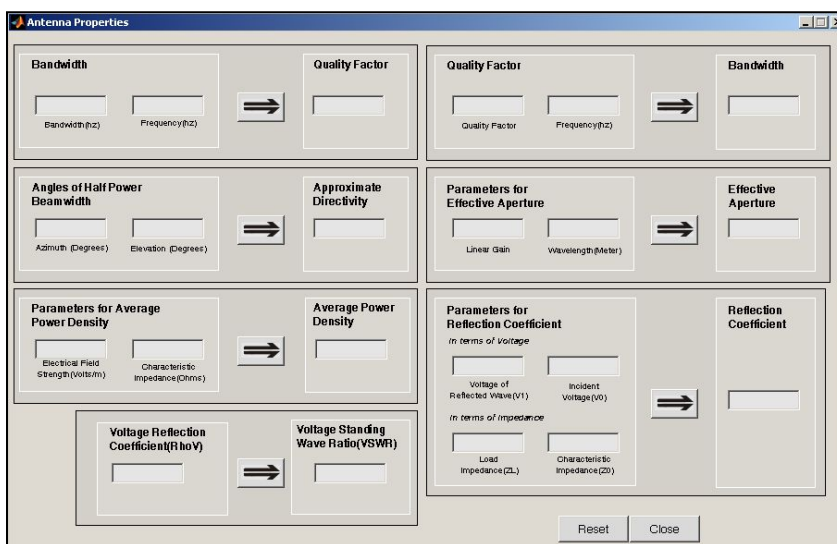 Antenna Properties
Bandwidth
Quality Factor
Bandwidth(hz)
Frequency(hz)
Quality Factor
Bandwidth
Quality Factor
Frequency(hz)
Angles of Half Power
Beamwidth
Approximate
Directivity
Azimuth (Degrees)
Elevation (Degrees)
Parameters for
Effective Aperture
Effective
Aperture
Linear Gain
Wavelength(Meter)
Parameters for Average
Power Density
Average Power
Density
Electrical Field
Strength(Volts/m)
Characteristic
Impedance(Ohms)
Parameters for
Reflection Coefficient
Reflection
Coefficient
In terms of Voltage
Voltage of
Reflected Wave(V1)
Incident
Voltage(V0)
In terms of Impedance
Load
Impedance(ZL)
Characteristic
Impedance(Z0)
Voltage Reflection
Coefficient(RhoV)
Voltage Standing
Wave Ratio(VSWR)
Reset
Close